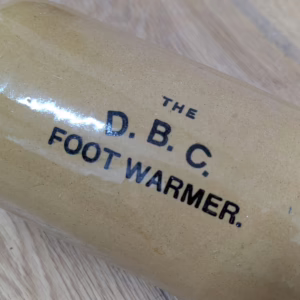 THE
D. B. C.
FOOT WARMER.